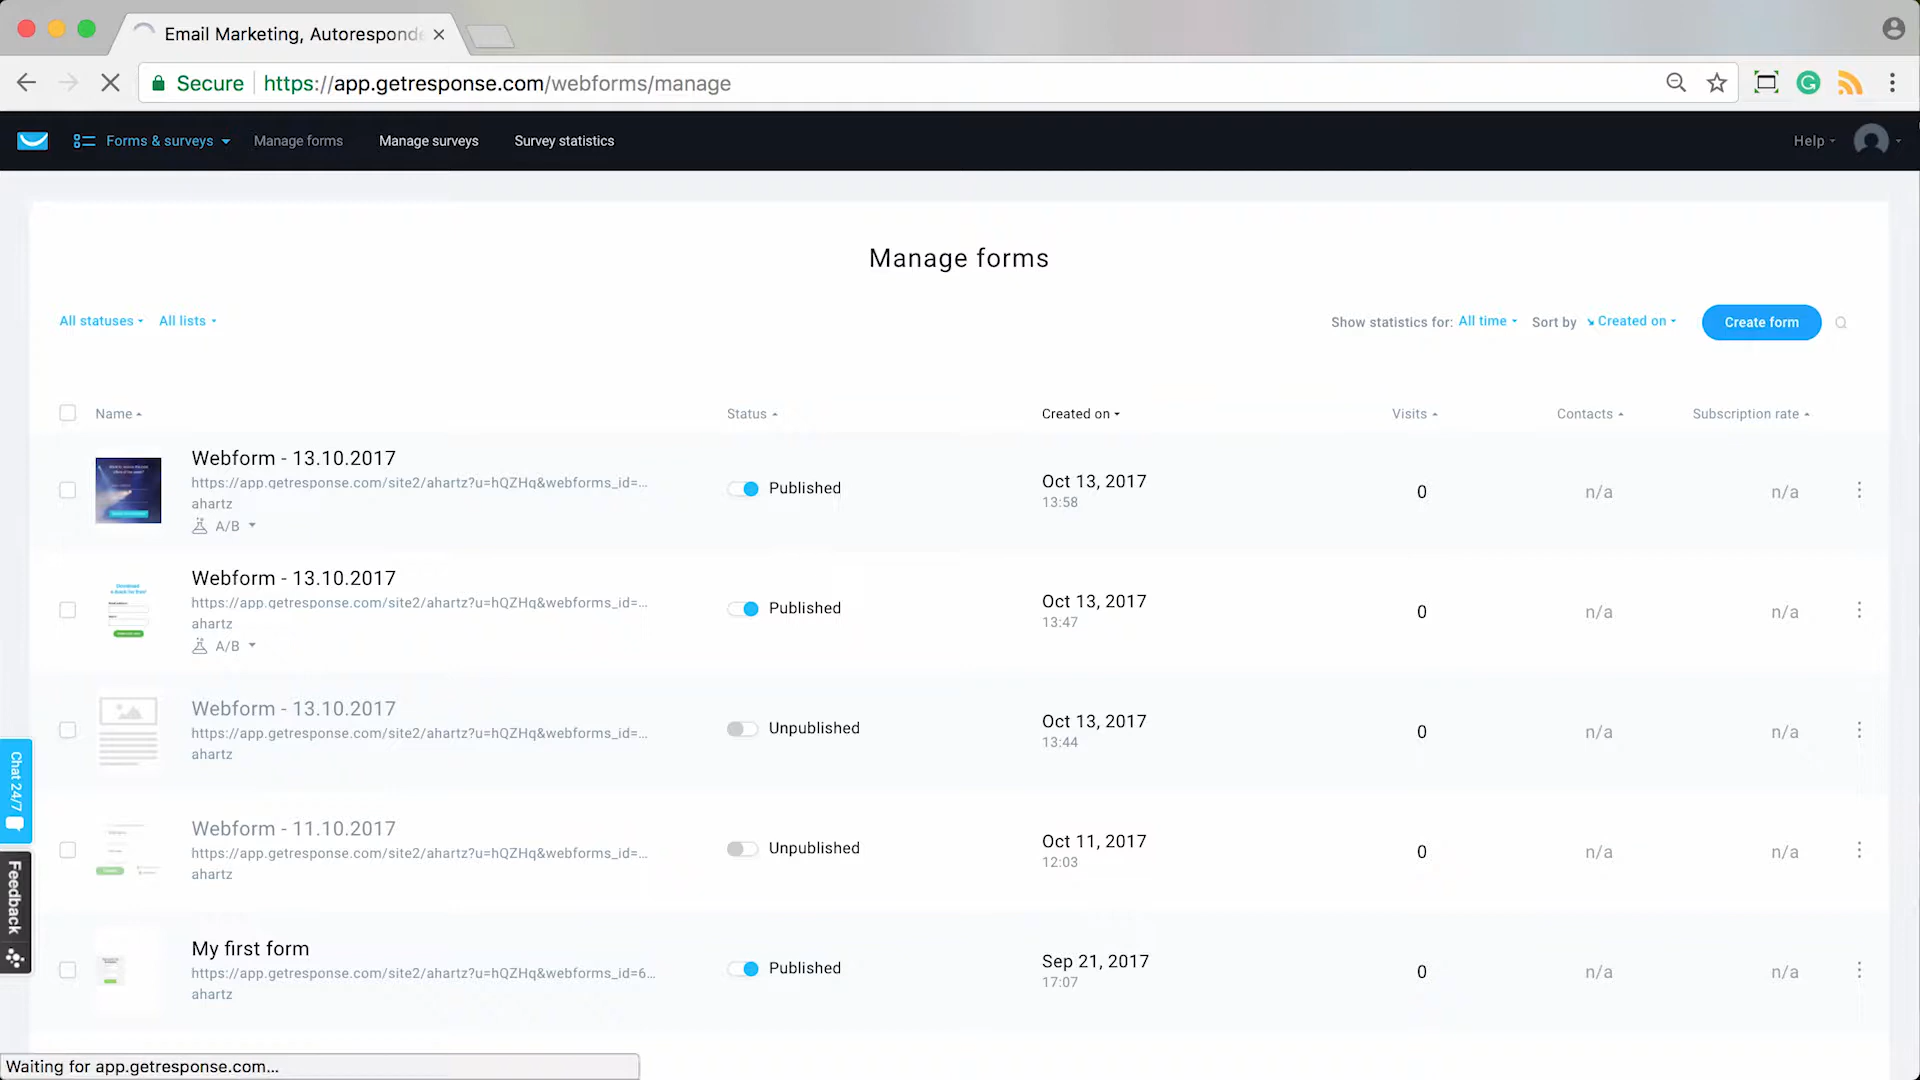 Email Marketing, Autoresponde
Secure
https://app.getresponse.com/webforms/manage
Forms & surveys
Manage forms
Manage surveys
Survey statistics
Help
Manage forms
All statuses
All lists
Show statistics for: All time
Sort by Created on
Create form
Name
Status
Created on
Visits
Contacts
Subscription rate
Webform - 13.10.2017
https://app.getresponse.com/site2/ahartz?u=hQZHq&webforms_id=...
ahartz
A/B
Published
Oct 13, 2017
13:58
0
n/a
n/a
Webform - 13.10.2017
https://app.getresponse.com/site2/ahartz?u=hQZHq&webforms_id=...
ahartz
A/B
Published
Oct 13, 2017
13:47
0
n/a
n/a
Webform - 13.10.2017
https://app.getresponse.com/site2/ahartz?u=hQZHq&webforms_id=...
ahartz
Unpublished
Oct 13, 2017
13:44
0
n/a
n/a
Webform - 11.10.2017
https://app.getresponse.com/site2/ahartz?u=hQZHq&webforms_id=...
ahartz
Unpublished
Oct 11, 2017
12:03
0
n/a
n/a
My first form
https://app.getresponse.com/site2/ahartz?u=hQZHq&webforms_id=6...
ahartz
Published
Sep 21, 2017
17:07
0
n/a
n/a
Chat 24/7
Feedback
Waiting for app.getresponse.com...